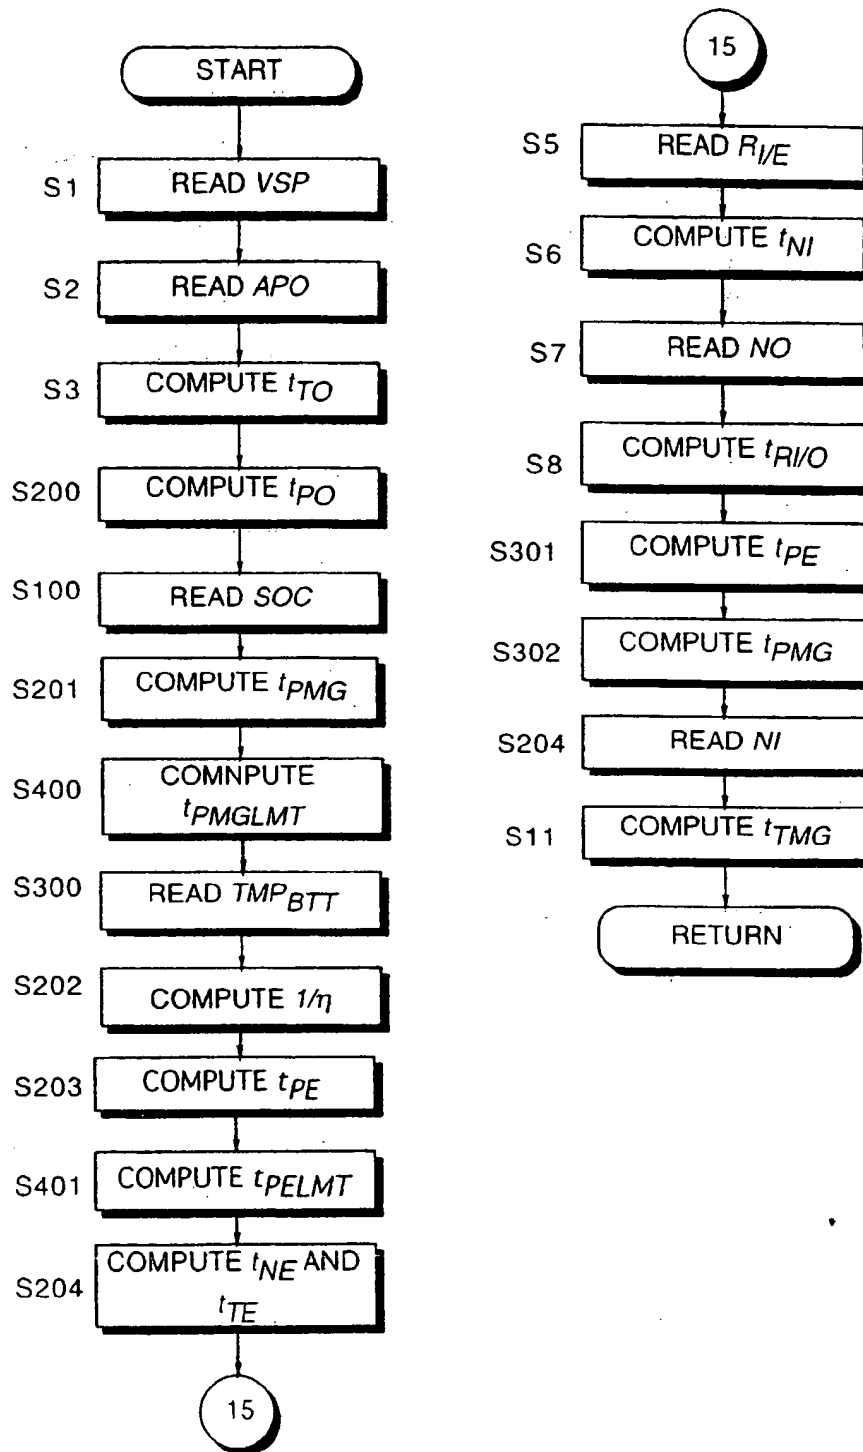 START
S1 READ VSP
S2 READ APO
S3 COMPUTE tTO
S200 COMPUTE tPO
S100 READ SOC
S201 COMPUTE tPMG
S400 COMNPUTE
tPMGLMT
S300 READ TMPBTT
S202 COMPUTE 1/η
S203 COMPUTE tPE
S401 COMPUTE tPELMT
S204 COMPUTE tNE AND
tTE
15
15
S5 READ RI/E
S6 COMPUTE tNI
S7 READ NO
S8 COMPUTE tRI/O
S301 COMPUTE tPE
S302 COMPUTE tPMG
S204 READ NI
S11 COMPUTE tTMG
RETURN